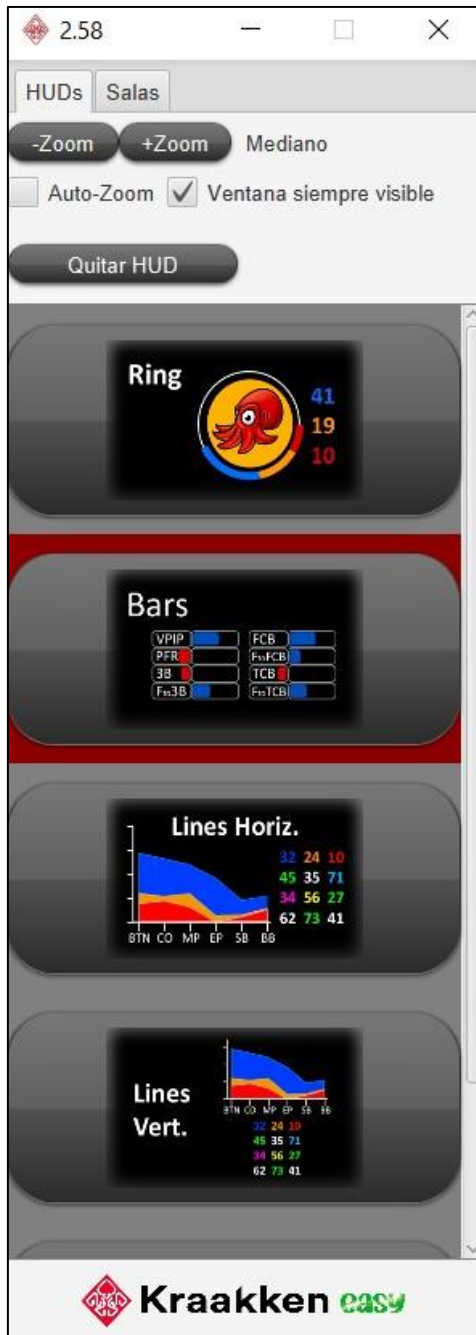 2.58
HUDs Salas
-Zoom +Zoom Mediano
Auto-Zoom Ventana siempre visible
Quitar HUD
Ring
41
19
10
Bars
VPIP FCB
PFR FtoFCB
3B TCB
Fto3B FtoTCB
Lines Horiz.
32 24 10
45 35 71
34 56 27
62 73 41
BTN CO MP EP SB BB
Lines
Vert.
BTN CO MP EP SB BB
32 24 10
45 35 71
34 56 27
62 73 41
Kraakken easy